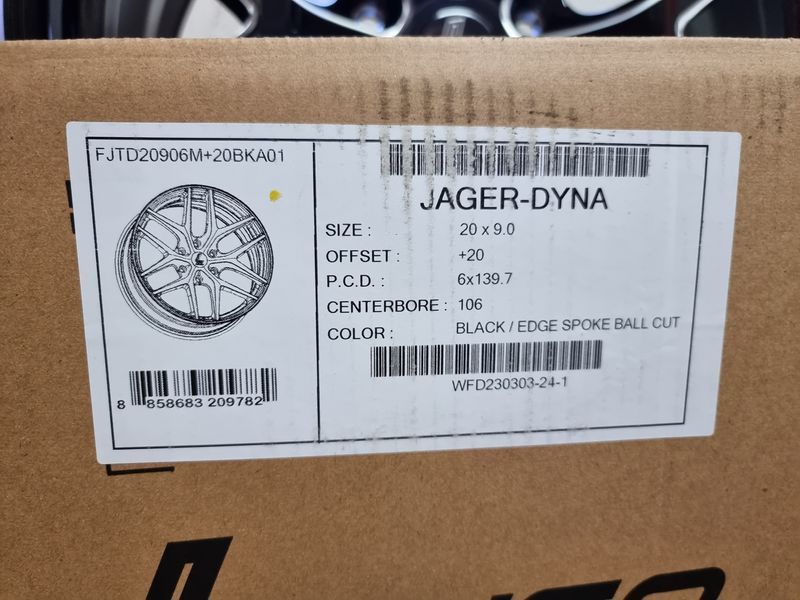 FJTD20906M+20BKA01
8 858683 209782
JAGER-DYNA
SIZE : 20 x 9.0
OFFSET : +20
P.C.D. : 6x139.7
CENTERBORE : 106
COLOR : BLACK / EDGE SPOKE BALL CUT
WFD230303-24-1